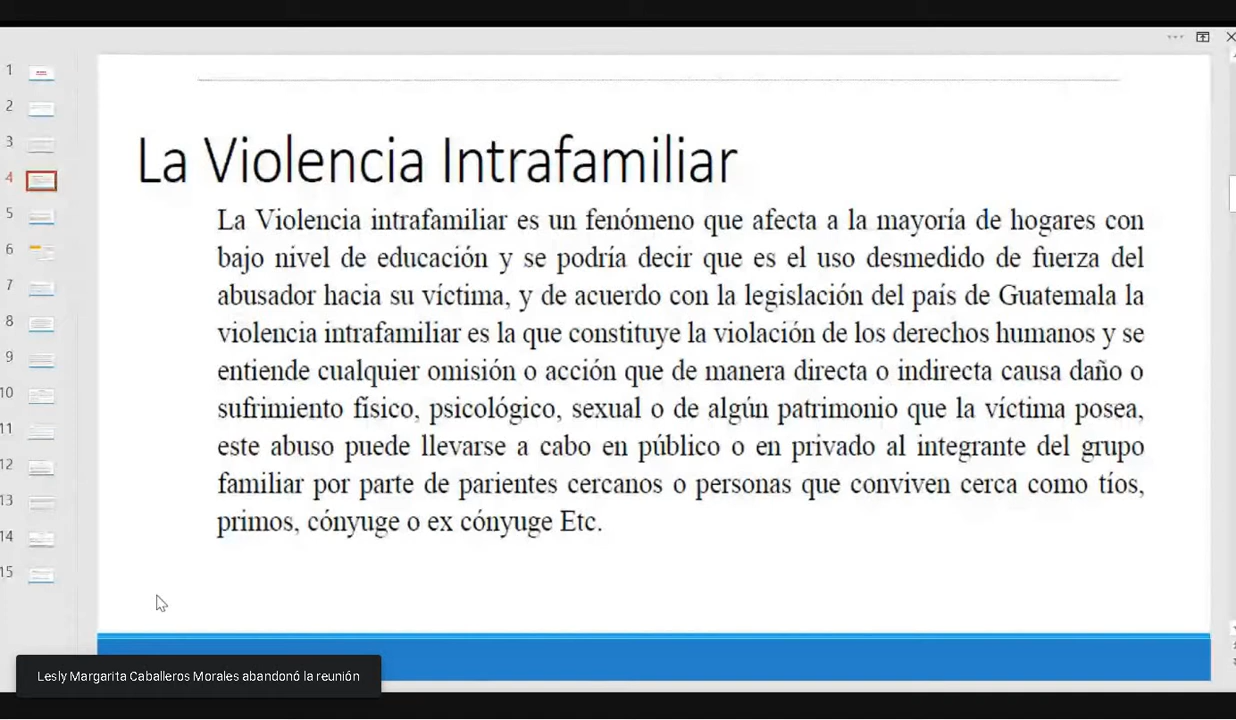 1
2
3
4
5
6
7
8
9
10
11
12
13
14
15
La Violencia Intrafamiliar
La Violencia intrafamiliar es un fenómeno que afecta a la mayoría de hogares con
bajo nivel de educación y se podría decir que es el uso desmedido de fuerza del
abusador hacia su víctima, y de acuerdo con la legislación del país de Guatemala la
violencia intrafamiliar es la que constituye la violación de los derechos humanos y se
entiende cualquier omisión o acción que de manera directa o indirecta causa daño o
sufrimiento físico, psicológico, sexual o de algún patrimonio que la víctima posea,
este abuso puede llevarse a cabo en público o en privado al integrante del grupo
familiar por parte de parientes cercanos o personas que conviven cerca como tíos,
primos, cónyuge o ex cónyuge Etc.
Lesly Margarita Caballeros Morales abandonó la reunión